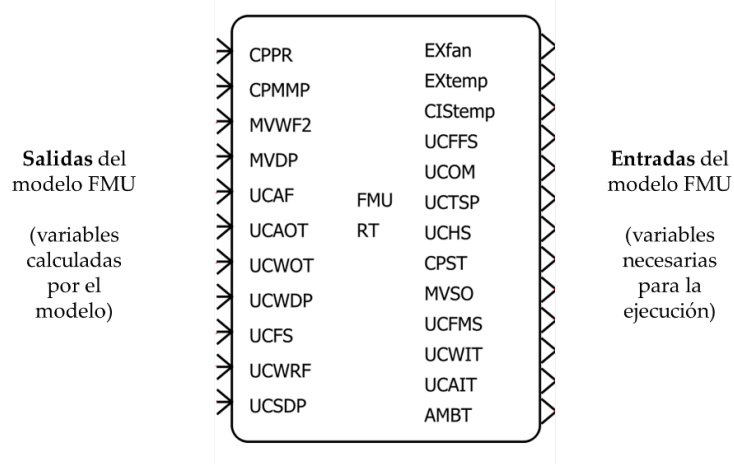 Salidas del
modelo FMU
(variables
calculadas
por el
modelo)
CPPR
CPMMP
MVWF2
MVDP
UCAF
UCAOT
UCWOT
UCWDP
UCFS
UCWRF
UCSDP
FMU
RT
EXfan
EXtemp
CIStemp
UCFFS
UCOM
UCTSP
UCHS
CPST
MVSO
UCFMS
UCWIT
UCAIT
AMBT
Entradas del
modelo FMU
(variables
necesarias
para la
ejecución)